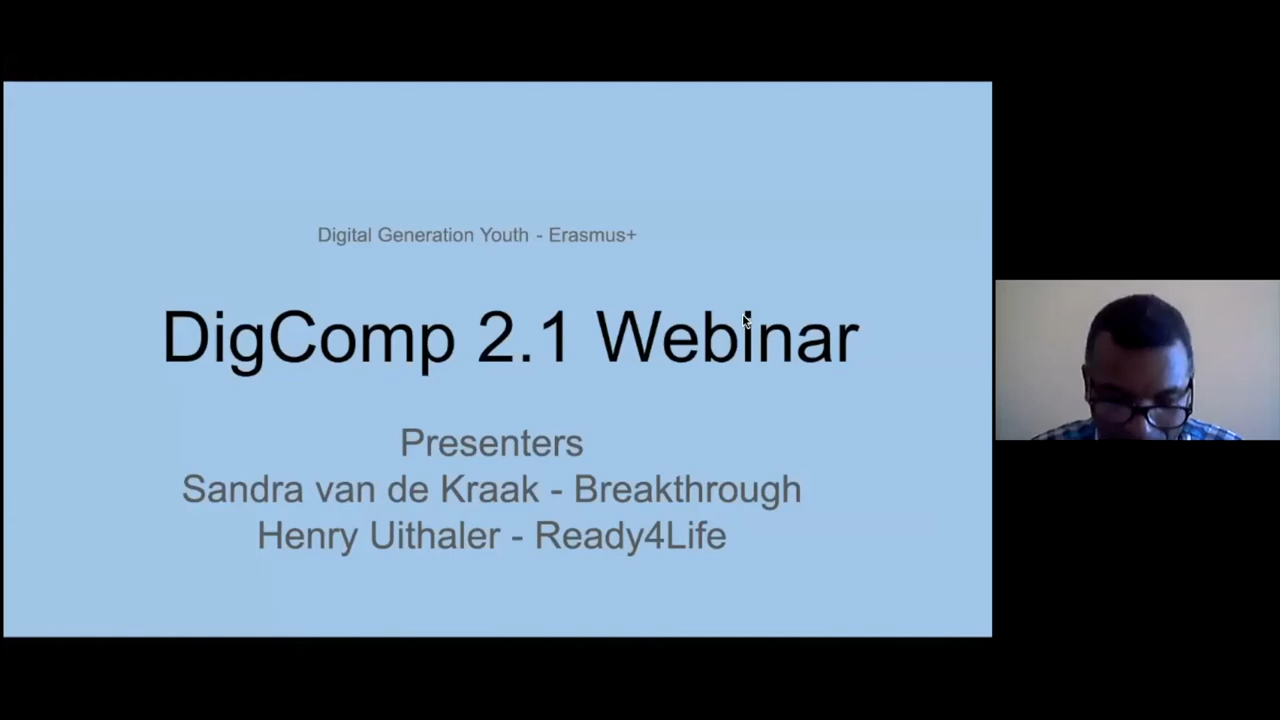 Digital Generation Youth - Erasmus+
DigComp 2.1 Webinar
Presenters
Sandra van de Kraak - Breakthrough
Henry Uithaler - Ready4Life